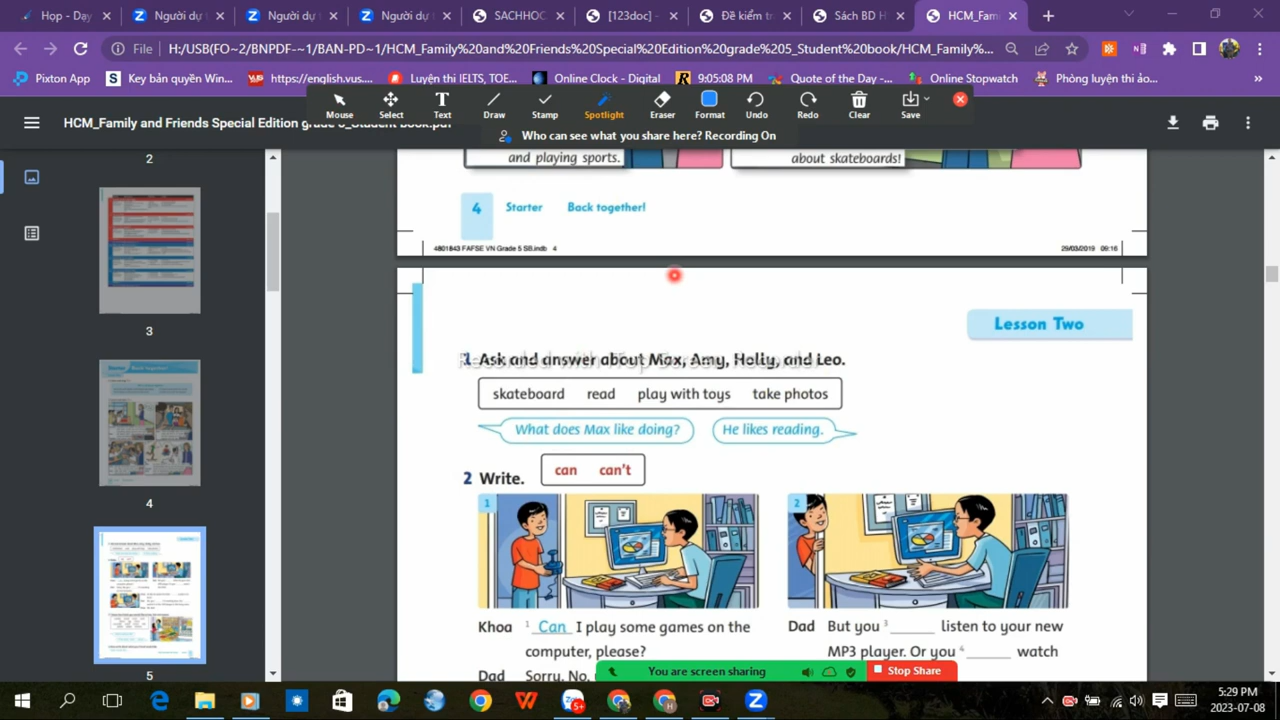 Họp - Dạy
Người dự t
Người dự t
Người dự t
SACHHOC
[123doc] -
Đề kiểm tr
Sách BD H
HCM_Fam
File
H:/USB(FO~2/BNPDF-~1/BAN-PD~1/HCM_Family%20and%20Friends%20Special%20Edition%20grade%205_Student%20book/HCM_Family%...
Pixton App
Key bản quyền Win...
https://english.vus....
Luyện thi IELTS, TOE...
Online Clock - Digital
9:05:08 PM
Quote of the Day -...
Online Stopwatch
Phòng luyện thi ảo...
»
Mouse Select Text Draw Stamp Spotlight Eraser Format Undo Redo Clear Save
Who can see what you share here? Recording On
HCM_Family and Friends Special Edition grade 5_Student book.pdf
2
3
4
5
and playing sports.
about skateboards!
4 Starter Back together!
4801843 FAFSE VN Grade 5 SB.indb 4
29/03/2019 09:16
Lesson Two
1 Ask and answer about Max, Amy, Holly, and Leo.
Recorded with iTop Screen Recorder
skateboard read play with toys take photos
What does Max like doing?
He likes reading.
2 Write.
can can't
1
2
Khoa 1 Can I play some games on the
computer, please?
Dad Sorry. No,
Dad But you 3 ______ listen to your new
MP3 player. Or you 4 ______ watch
You are screen sharing
Stop Share
5+
5:29 PM
2023-07-08